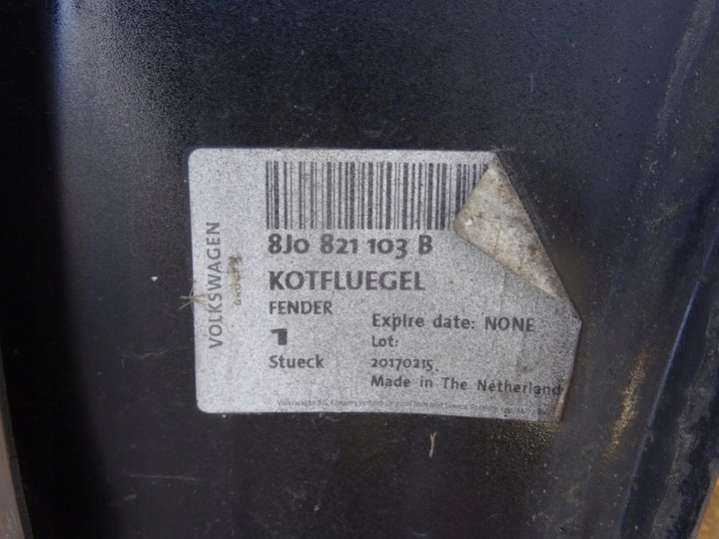 VOLKSWAGEN
8J0 821 103 B
KOTFLUEGEL
FENDER
1
Stueck
Expire date: NONE
Lot:
20170215.
Made in The Netherland